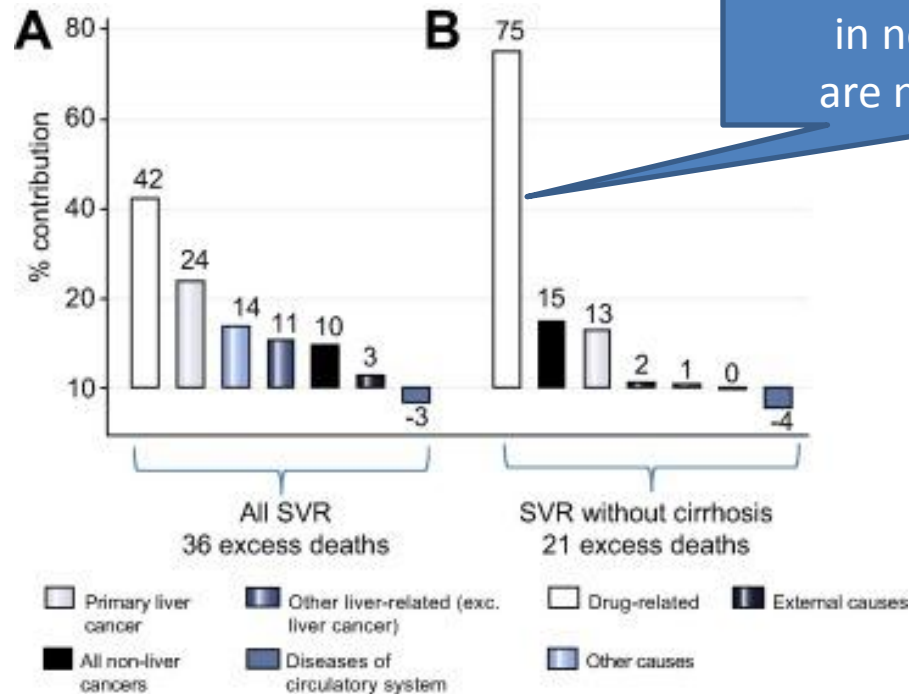 A
B
in
are
% contribution
80
60
40
20
10
42
24
14
11
10
3
-3
75
15
13
2
1
0
-4
All SVR
36 excess deaths
SVR without cirrhosis
21 excess deaths
Primary liver
cancer
Other liver-related (exc.
liver cancer)
Drug-related
External causes
All non-liver
cancers
Diseases of
circulatory system
Other causes